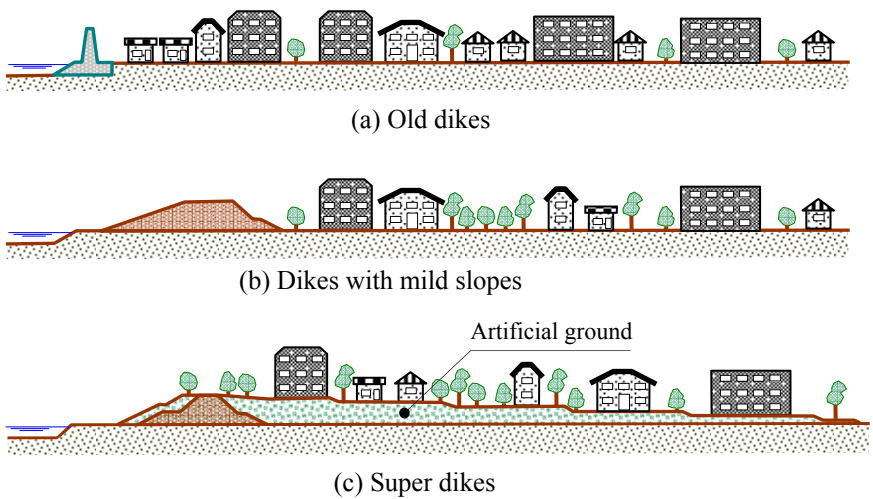 (a) Old dikes
(b) Dikes with mild slopes
Artificial ground
(c) Super dikes